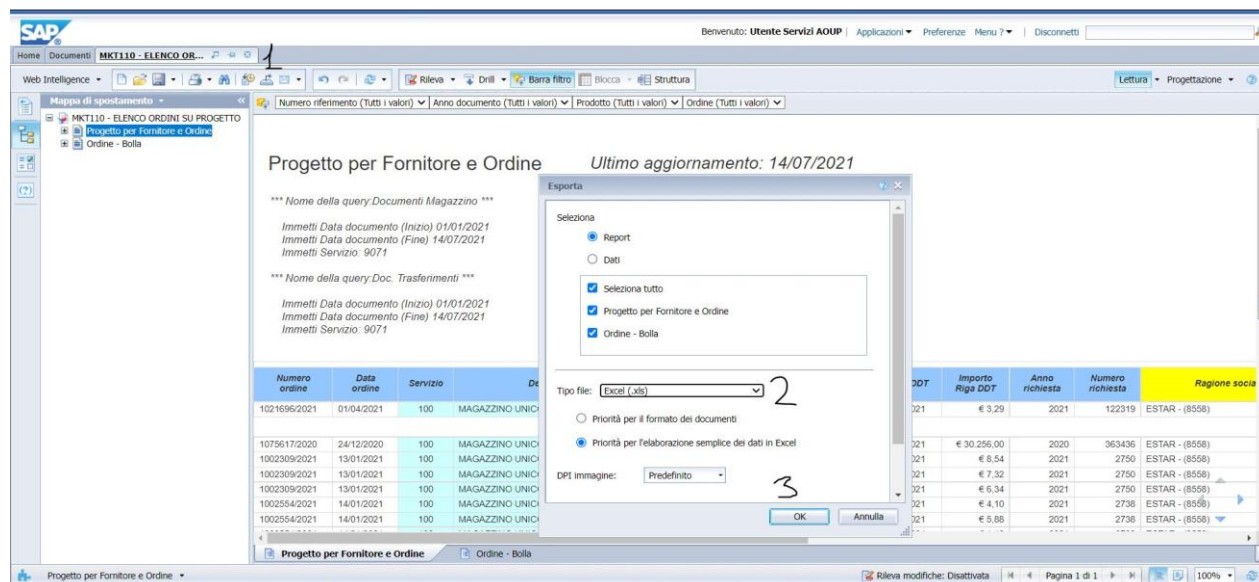 SAP
Benvenuto: Utente Servizi AOUP | Applicazioni Preferenze Menu ? | Disconnetti
Home Documenti MKT110 - ELENCO OR...
1
Web Intelligence Rileva Drill Barra filtro Blocca Struttura Lettura Progettazione
Mappa di spostamento
Numero riferimento (Tutti i valori) Anno documento (Tutti i valori) Prodotto (Tutti i valori) Ordine (Tutti i valori)
MKT110 - ELENCO ORDINI SU PROGETTO
Progetto per Fornitore e Ordine
Ordine - Bolla
Progetto per Fornitore e Ordine Ultimo aggiornamento: 14/07/2021
*** Nome della query:Documenti Magazzino ***
Immetti Data documento (Inizio) 01/01/2021
Immetti Data documento (Fine) 14/07/2021
Immetti Servizio: 9071
*** Nome della query:Doc. Trasferimenti ***
Immetti Data documento (Inizio) 01/01/2021
Immetti Data documento (Fine) 14/07/2021
Immetti Servizio: 9071
Esporta
Seleziona
Report
Dati
Seleziona tutto
Progetto per Fornitore e Ordine
Ordine - Bolla
Tipo file: Excel (.xls)
2
Priorità per il formato dei documenti
Priorità per l'elaborazione semplice dei dati in Excel
DPI immagine: Predefinito
3
OK Annulla
Numero ordine Data ordine Servizio De DDT Importo Riga DDT Anno richiesta Numero richiesta Ragione socia
1021696/2021 01/04/2021 100 MAGAZZINO UNIC 021 € 3,29 2021 122319 ESTAR - (8558)
1075617/2020 24/12/2020 100 MAGAZZINO UNIC 021 € 30.256,00 2020 363436 ESTAR - (8558)
1002309/2021 13/01/2021 100 MAGAZZINO UNIC 021 € 8,54 2021 2750 ESTAR - (8558)
1002309/2021 13/01/2021 100 MAGAZZINO UNIC 021 € 7,32 2021 2750 ESTAR - (8558)
1002309/2021 13/01/2021 100 MAGAZZINO UNIC 021 € 6,34 2021 2750 ESTAR - (8558)
1002554/2021 14/01/2021 100 MAGAZZINO UNIC 021 € 4,10 2021 2738 ESTAR - (8558)
1002554/2021 14/01/2021 100 MAGAZZINO UNIC 021 € 5,88 2021 2738 ESTAR - (8558)
Progetto per Fornitore e Ordine Ordine - Bolla
Progetto per Fornitore e Ordine Rileva modifiche: Disattivata Pagina 1 di 1 100%